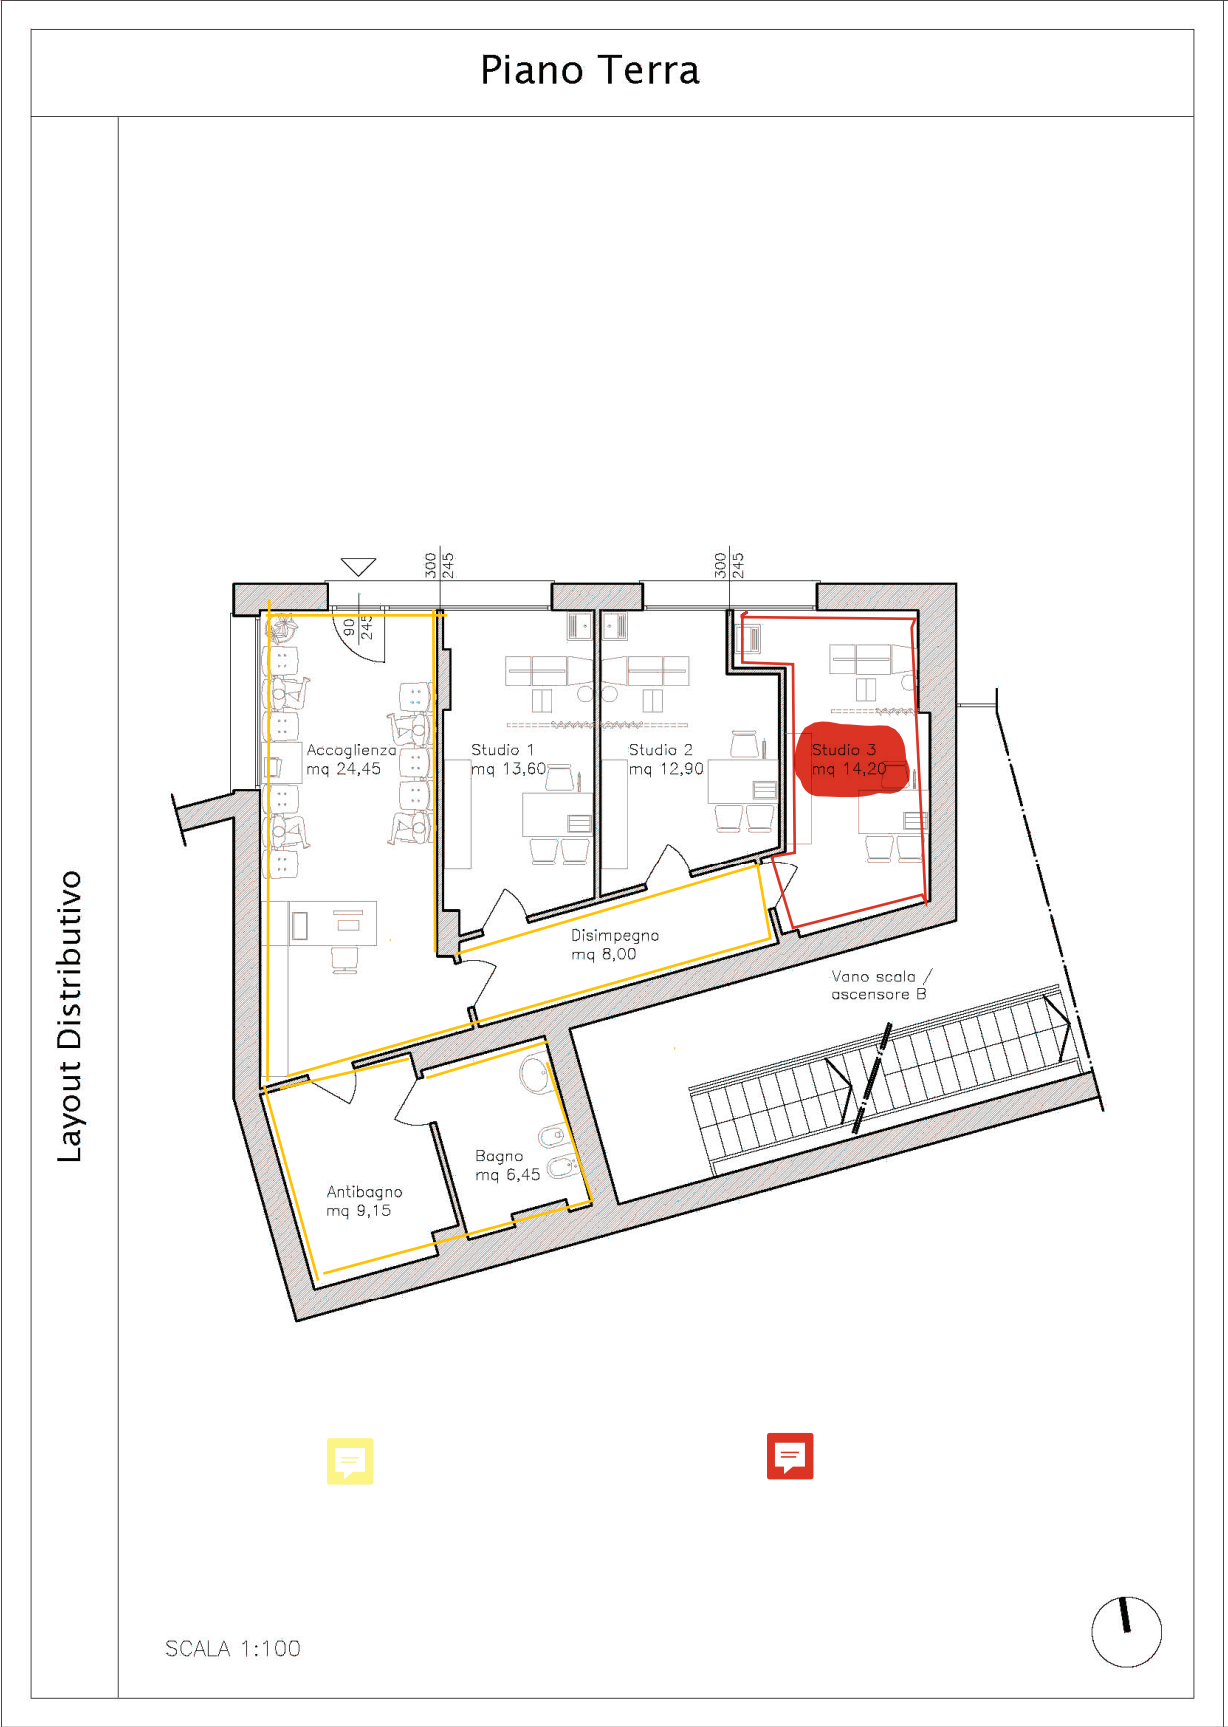 Piano Terra
Layout Distributivo
300
245
300
245
90
245
Accoglienza
mq 24,45
Studio 1
mq 13,60
Studio 2
mq 12,90
Studio 3
mq 14,20
Disimpegno
mq 8,00
Vano scala /
ascensore B
Bagno
mq 6,45
Antibagno
mq 9,15
SCALA 1:100